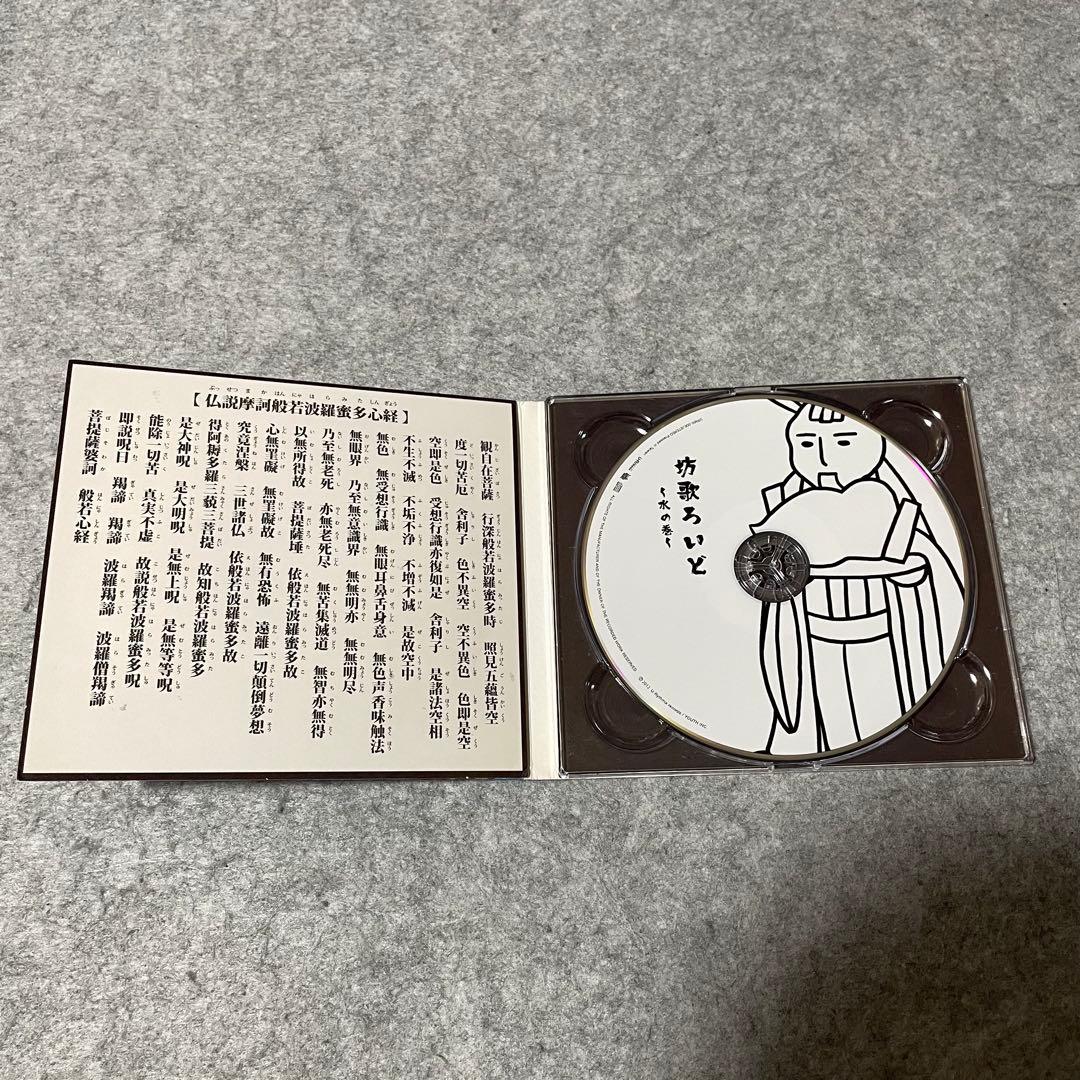 ぶっ せつ ま か はん にゃ は ら み た しん ぎょう
【仏説摩訶般若波羅蜜多心経】
観自在菩薩 行深般若波羅蜜多時 照見五蘊皆空
度一切苦厄 舎利子 色不異空 空不異色 色即是空
空即是色 受想行識亦復如是 舎利子 是諸法空相
不生不滅 不垢不浄 不増不減 是故空中
無色 無受想行識 無眼耳鼻舌身意 無色声香味触法
無眼界 乃至無意識界 無無明亦 無無明尽
乃至無老死 亦無老死尽 無苦集滅道 無智亦無得
以無所得故 菩提薩埵 依般若波羅蜜多故
心無罣礙 無罣礙故 無有恐怖 遠離一切顛倒夢想
究竟涅槃 三世諸仏 依般若波羅蜜多故
得阿耨多羅三藐三菩提 故知般若波羅蜜多
是大神呪 是大明呪 是無上呪 是無等等呪
能除一切苦 真実不虚 故説般若波羅蜜多呪
即説呪曰 羯諦 羯諦 波羅羯諦 波羅僧羯諦
菩提薩婆訶 般若心経
坊歌ろいど
～水の巻～